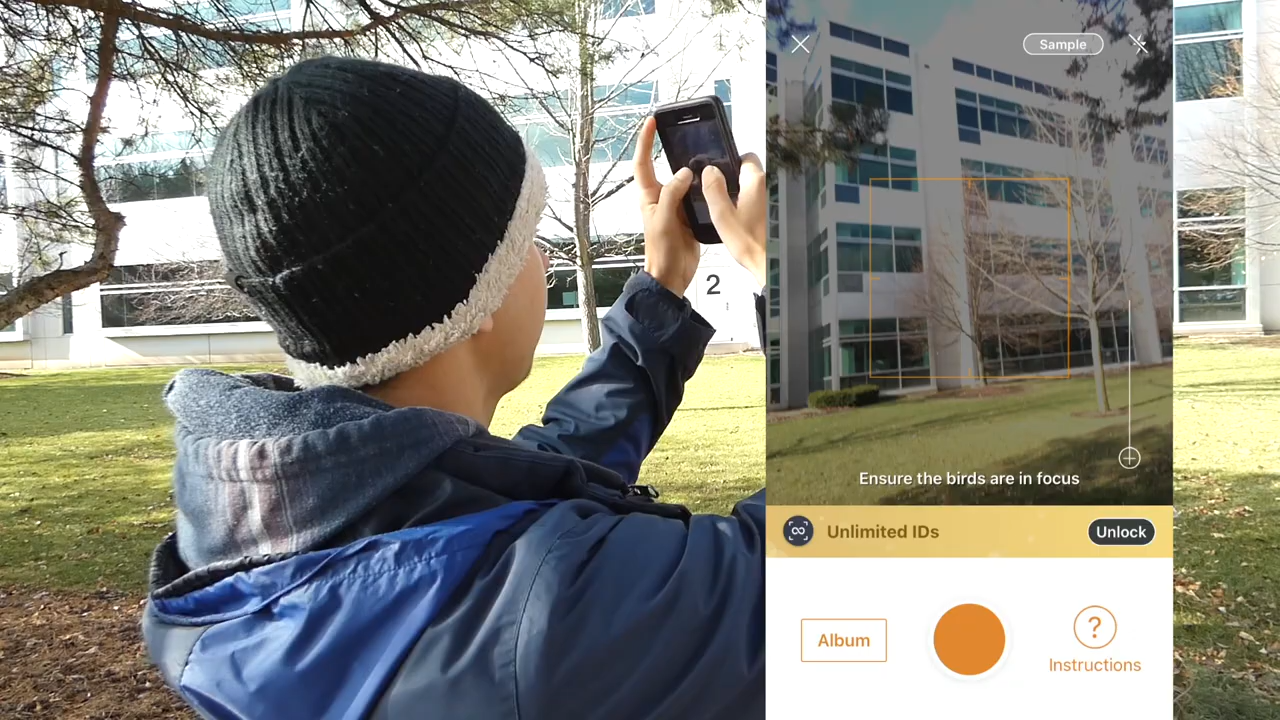 2
Sample
Ensure the birds are in focus
Unlimited IDs
Unlock
Album
?
Instructions